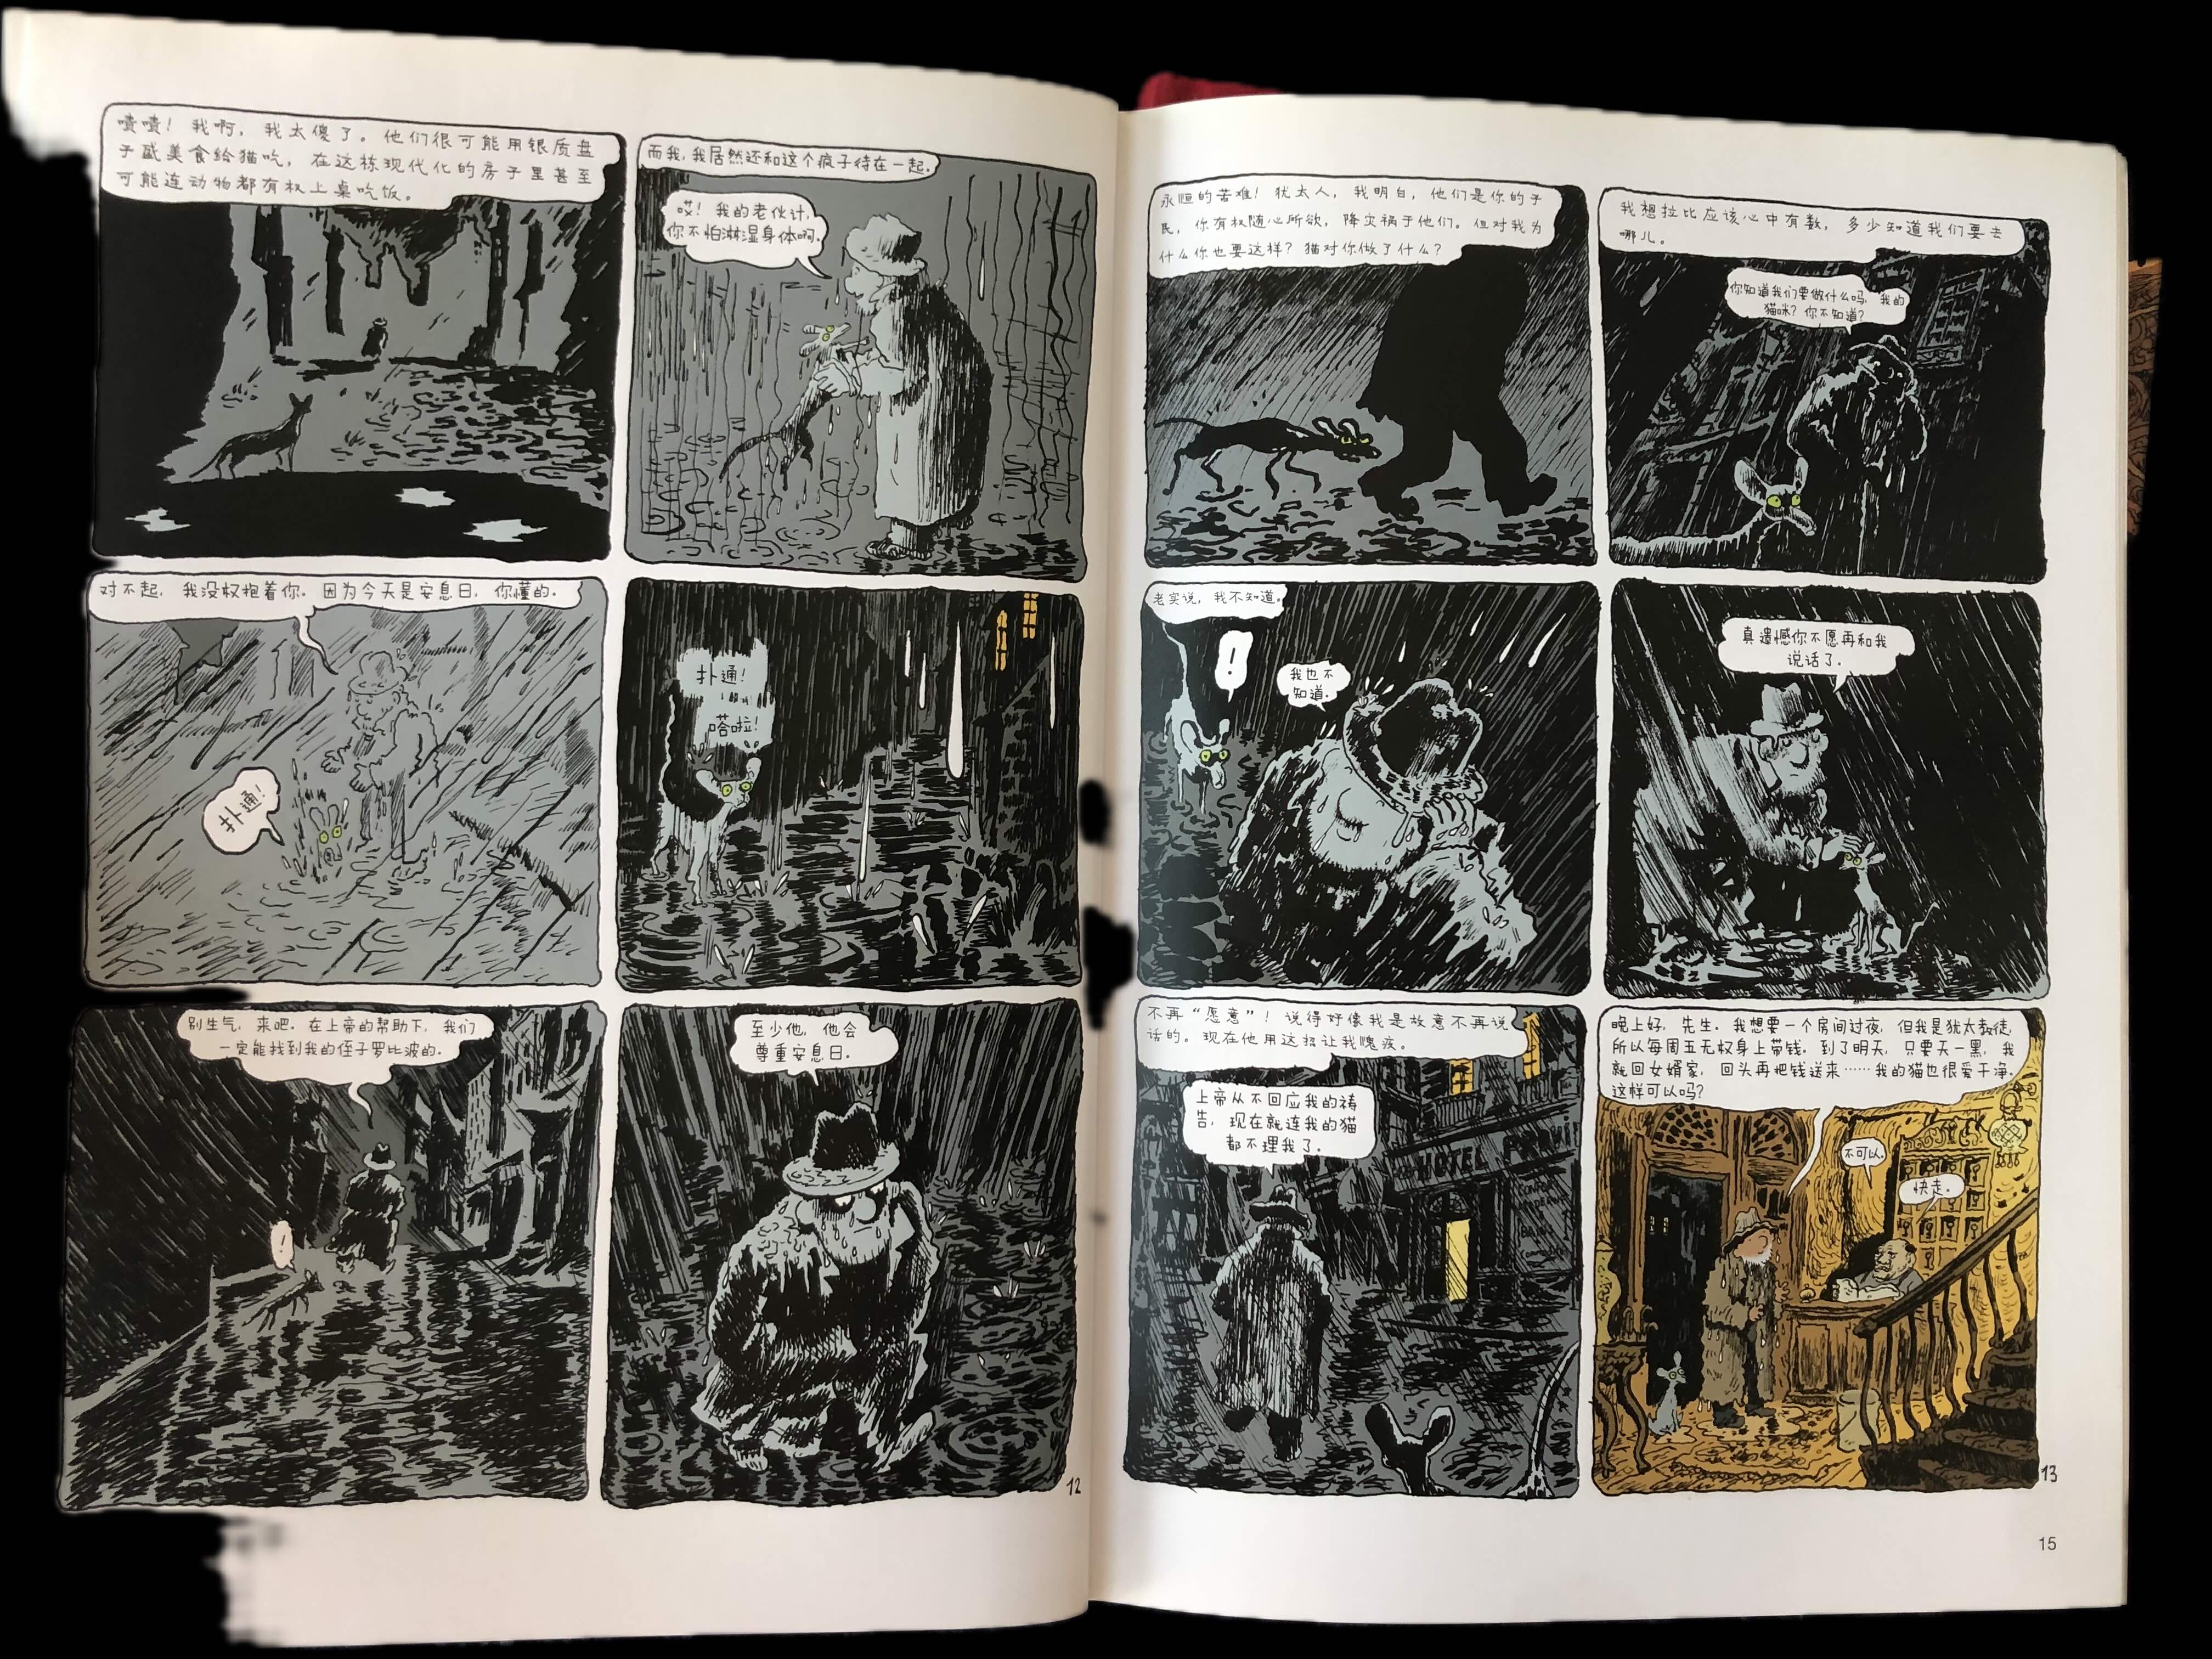 啧啧！我啊，我太傻了。他们很可能用银质盘
子盛美食给猫吃，在这栋现代化的房子里甚至
可能连动物都有权上桌吃饭。
而我，我居然还和这个疯子待在一起。
哎！我的老伙计，
你不怕淋湿身体啊。
对不起，我没权抱着你。因为今天是安息日，你懂的。
扑通！
扑通！
嗒啦！
别生气，来吧。在上帝的帮助下，我们
一定能找到我的侄子罗比波的。
！
至少他，他会
尊重安息日。
12
永恒的苦难！犹太人，我明白，他们是你的子
民，你有权随心所欲，降灾祸于他们。但对我为
什么你也要这样？猫对你做了什么？
我想拉比应该心中有数，多少知道我们要去
哪儿。
你知道我们要做什么吗，我的
猫咪？你不知道？
老实说，我不知道。
！
我也不
知道。
真遗憾你不愿再和我
说话了。
不再“愿意”！说得好像我是故意不再说
话的。现在他用这招让我愧疚。
上帝从不回应我的祷
告，现在就连我的猫
都不理我了。
HOTEL
晚上好，先生。我想要一个房间过夜，但我是犹太教徒，
所以每周五无权身上带钱。到了明天，只要天一黑，我
就回女婿家，回头再把钱送来……我的猫也很爱干净。
这样可以吗？
不可以。
快走。
13
15